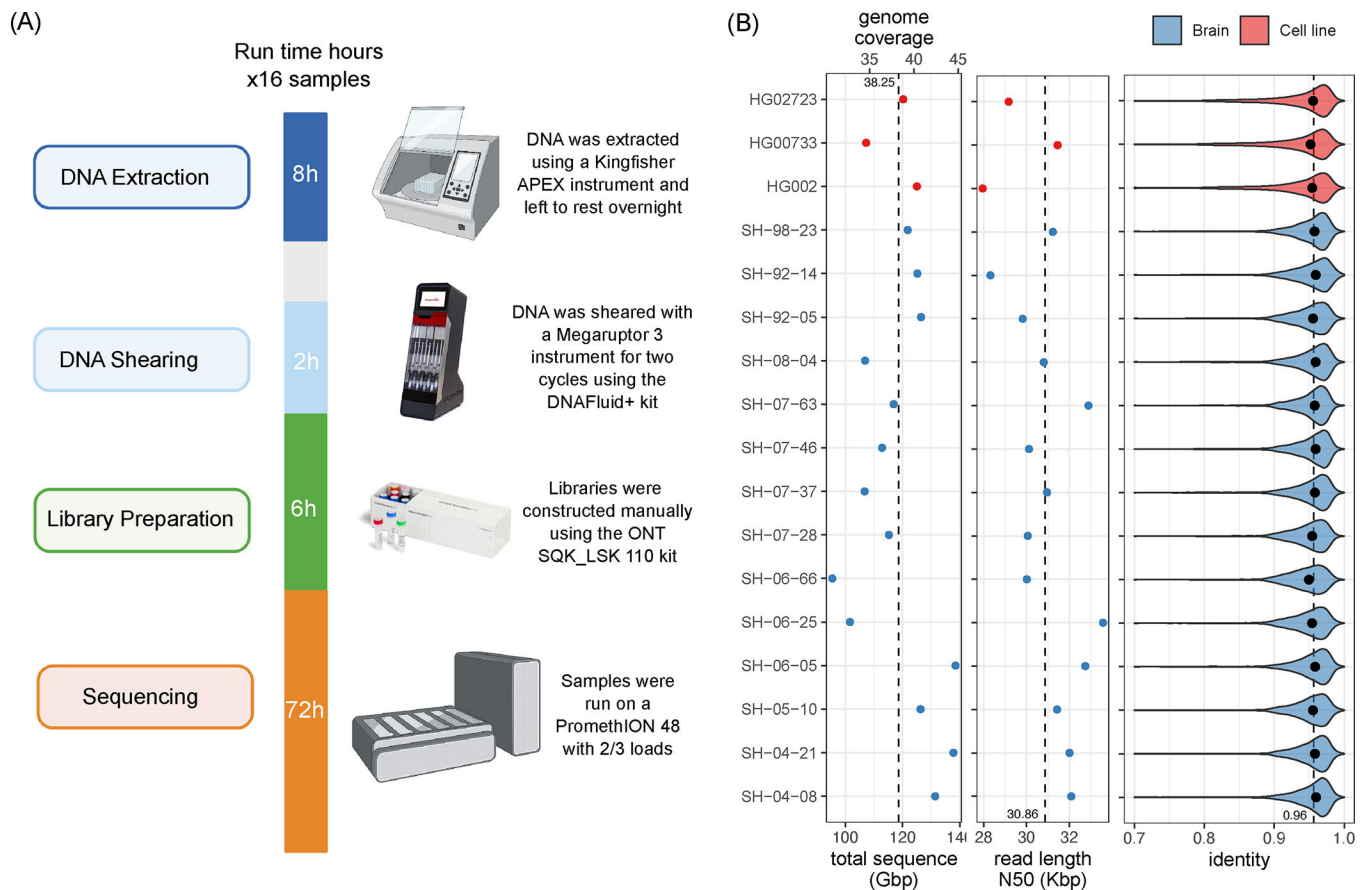 (A)
Run time hours
x16 samples
DNA Extraction
8h
DNA was extracted
using a Kingfisher
APEX instrument and
left to rest overnight
DNA Shearing
2h
DNA was sheared with
a Megaruptor 3
instrument for two
cycles using the
DNAFluid+ kit
Library Preparation
6h
Libraries were
constructed manually
using the ONT
SQK_LSK 110 kit
Sequencing
72h
Samples were
run on a
PromethION 48
with 2/3 loads
(B)
genome
coverage
35 40 45
Brain Cell line
38.25
HG02723
HG00733
HG002
SH-98-23
SH-92-14
SH-92-05
SH-08-04
SH-07-63
SH-07-46
SH-07-37
SH-07-28
SH-06-66
SH-06-25
SH-06-05
SH-05-10
SH-04-21
SH-04-08
30.86
0.96
100 120 140
28 30 32
0.7 0.8 0.9 1.0
total sequence
(Gbp)
read length
N50 (Kbp)
identity